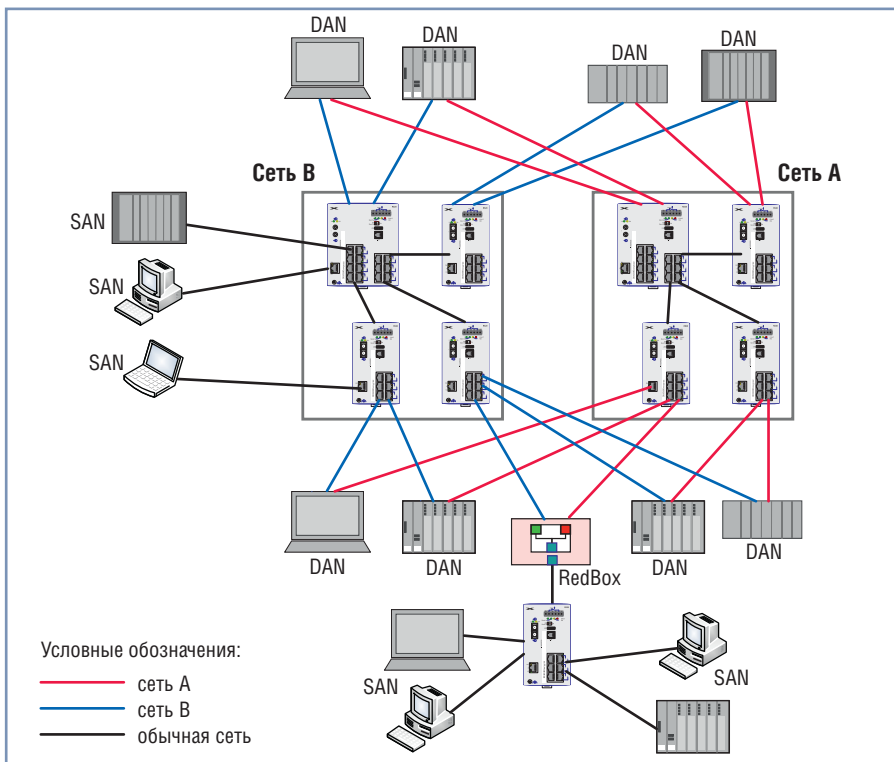 DAN
DAN
DAN
DAN
Сеть B
Сеть A
SAN
SAN
SAN
DAN
DAN
DAN
DAN
RedBox
SAN
SAN
Условные обозначения:
сеть A
сеть B
обычная сеть